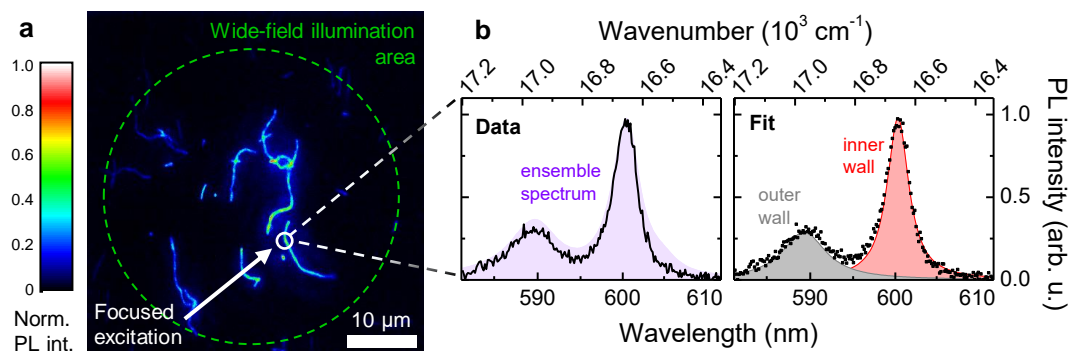 a
Wide-field illumination
area
1.0
0.8
0.6
0.4
0.2
0
Norm.
PL int.
Focused
excitation
10 µm
b
Wavenumber (10³ cm⁻¹)
17.2 17.0 16.8 16.6 16.4
17.2 17.0 16.8 16.6 16.4
Data
ensemble
spectrum
Fit
inner
wall
outer
wall
1.0
0.5
0.0
PL intensity (arb. u.)
590 600 610
590 600 610
Wavelength (nm)